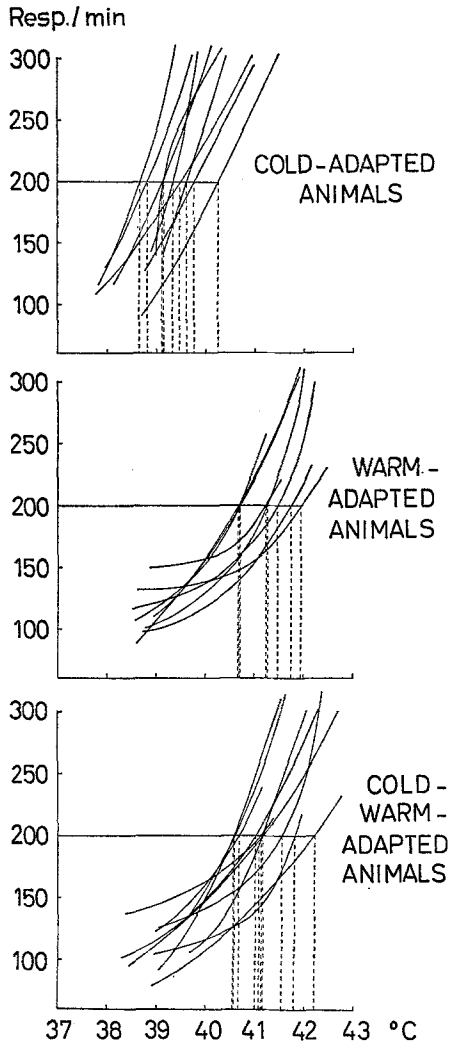 Resp./min
300
250
200
150
100
COLD-ADAPTED
ANIMALS
300
250
200
150
100
WARM-
ADAPTED
ANIMALS
300
250
200
150
100
COLD-
WARM-
ADAPTED
ANIMALS
37 38 39 40 41 42 °C 43